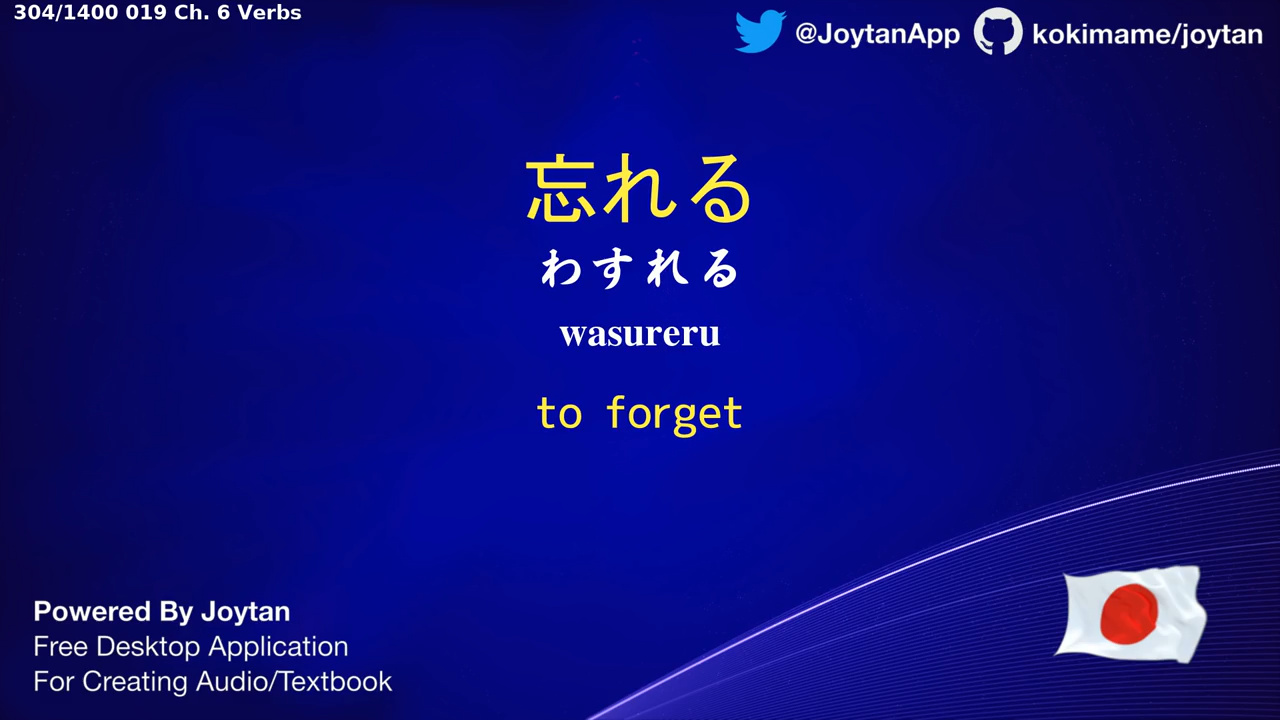 304/1400 019 Ch. 6 Verbs
@JoytanApp kokimame/joytan
忘れる
わすれる
wasureru
to forget
Powered By Joytan
Free Desktop Application
For Creating Audio/Textbook